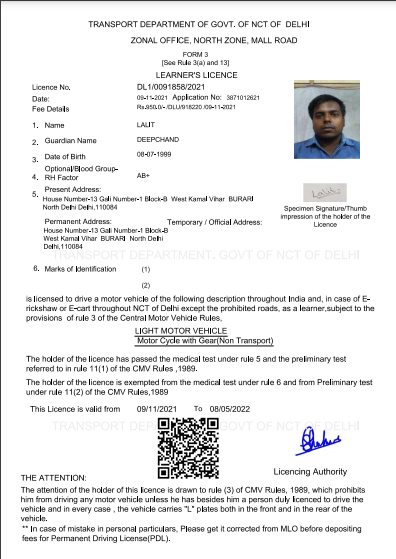 TRANSPORT DEPARTMENT OF GOVT. OF NCT OF DELHI
ZONAL OFFICE, NORTH ZONE, MALL ROAD
FORM 3
[See Rule 3(a) and 13]
LEARNER'S LICENCE
Licence No. DL1/0091858/2021
Date: 09-11-2021 Application No: 3871012621
Fee Details Rs.950.0/- /DLU/918220 /09-11-2021
1. Name LALIT
2. Guardian Name DEEPCHAND
3. Date of Birth 08-07-1999
4. Optional/Blood Group-
RH Factor AB+
5. Present Address:
House Number-13 Gali Number-1 Block-B West Kamal Vihar BURARI
North Delhi Delhi,110084
Lalit
Specimen Signature/Thumb
impression of the holder of the
Licence
Permanent Address: Temporary / Official Address:
House Number-13 Gali Number-1 Block-B
West Kamal Vihar BURARI North Delhi
Delhi,110084
TRANSPORT DEPARTMENT. GOVT OF NCT OF DELHI
6. Marks of Identification (1)
(2)
is licensed to drive a motor vehicle of the following description throughout India and, in case of E-
rickshaw or E-cart throughout NCT of Delhi except the prohibited roads, as a learner,subject to the
provisions of rule 3 of the Central Motor Vehicle Rules,
LIGHT MOTOR VEHICLE
Motor Cycle with Gear(Non Transport)
The holder of the licence has passed the medical test under rule 5 and the preliminary test
referred to in rule 11(1) of the CMV Rules ,1989.
The holder of the licence is exempted from the medical test under rule 6 and from Preliminary test
under rule 11(2) of the CMV Rules,1989
This Licence is valid from 09/11/2021 To 08/05/2022
TRANSPORT DEPARTMENT. GOVT OF NCT OF DELHI
Licensing Authority
THE ATTENTION:
The attention of the holder of this licence is drawn to rule (3) of CMV Rules, 1989, which prohibits
him from driving any motor vehicle unless he has besides him a person duly licenced to drive the
vehicle and in every case , the vehicle carries "L" plates both in the front and in the rear of the
vehicle.
** In case of mistake in personal particulars, Please get it corrected from MLO before depositing
fees for Permanent Driving License(PDL).